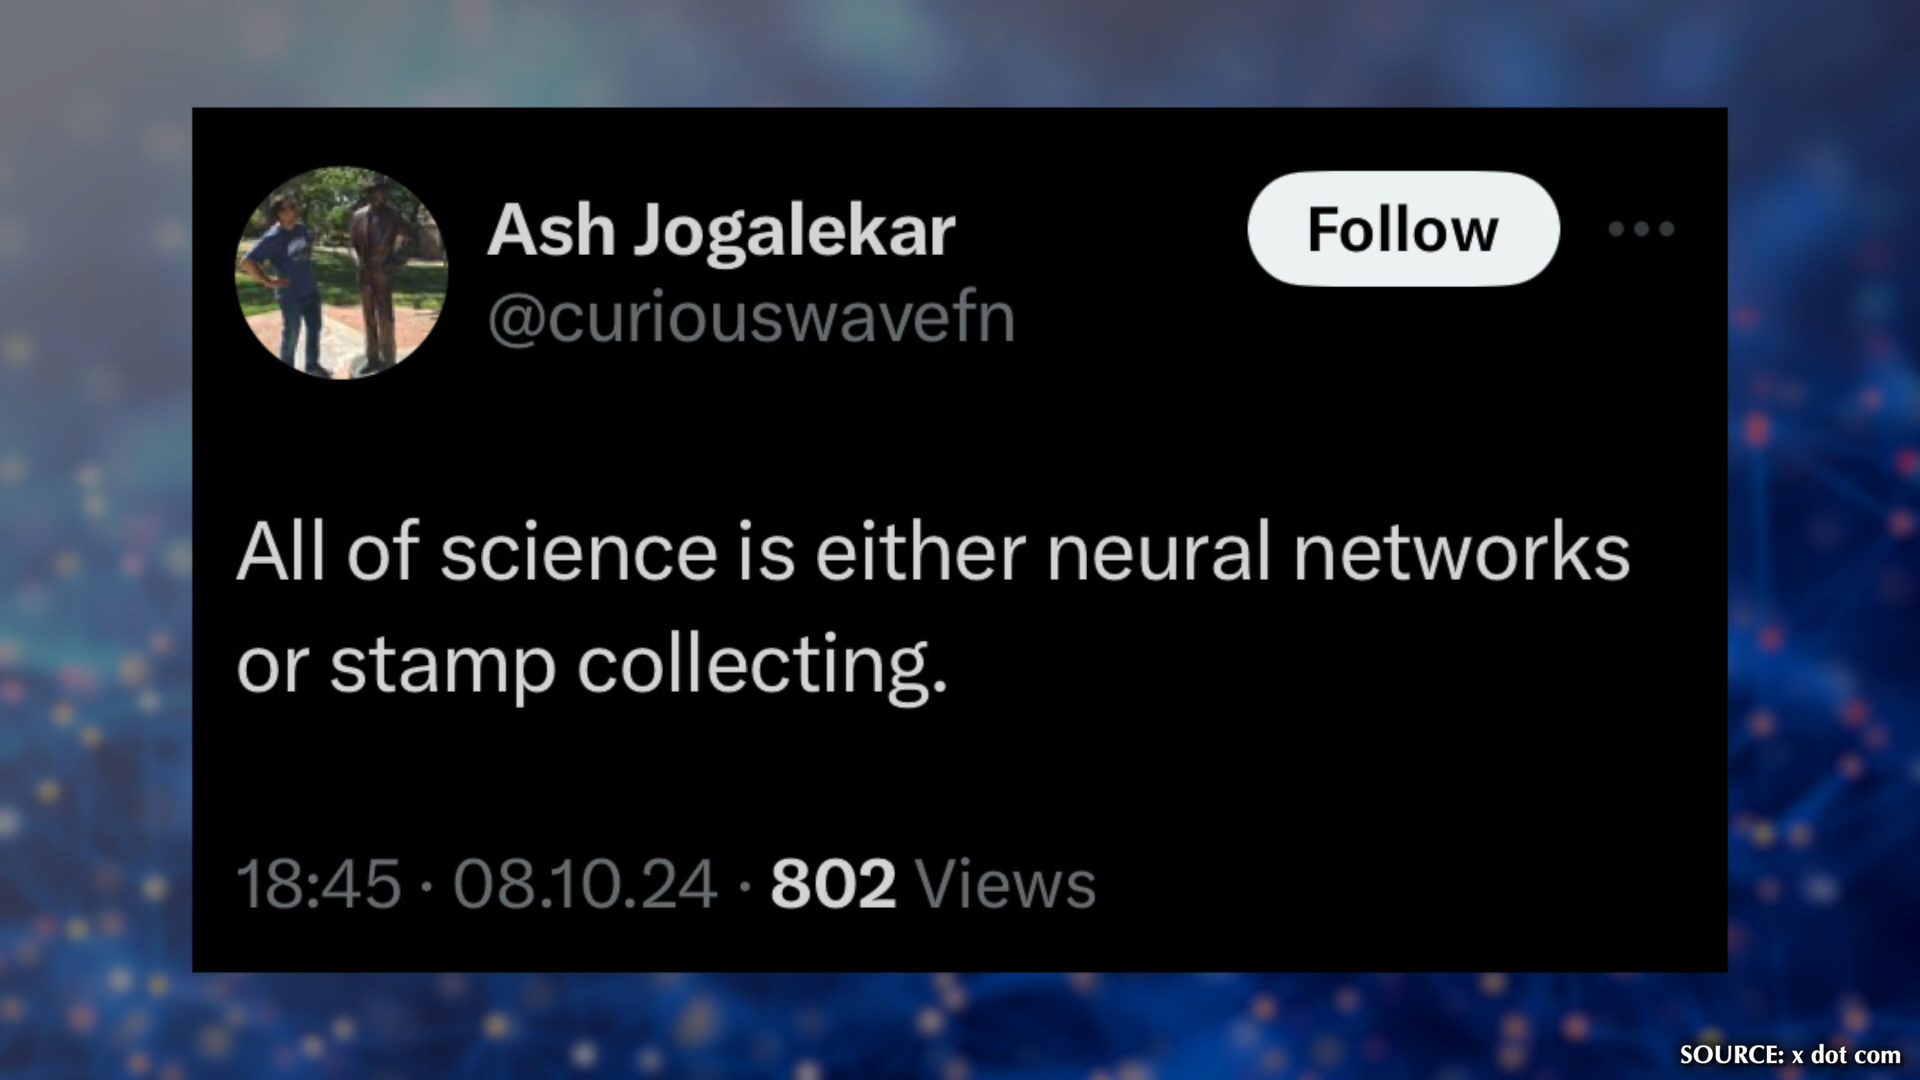 Ash Jogalekar
Follow
@curiouswavefn
All of science is either neural networks
or stamp collecting.
18:45 · 08.10.24 · 802 Views
SOURCE: x dot com